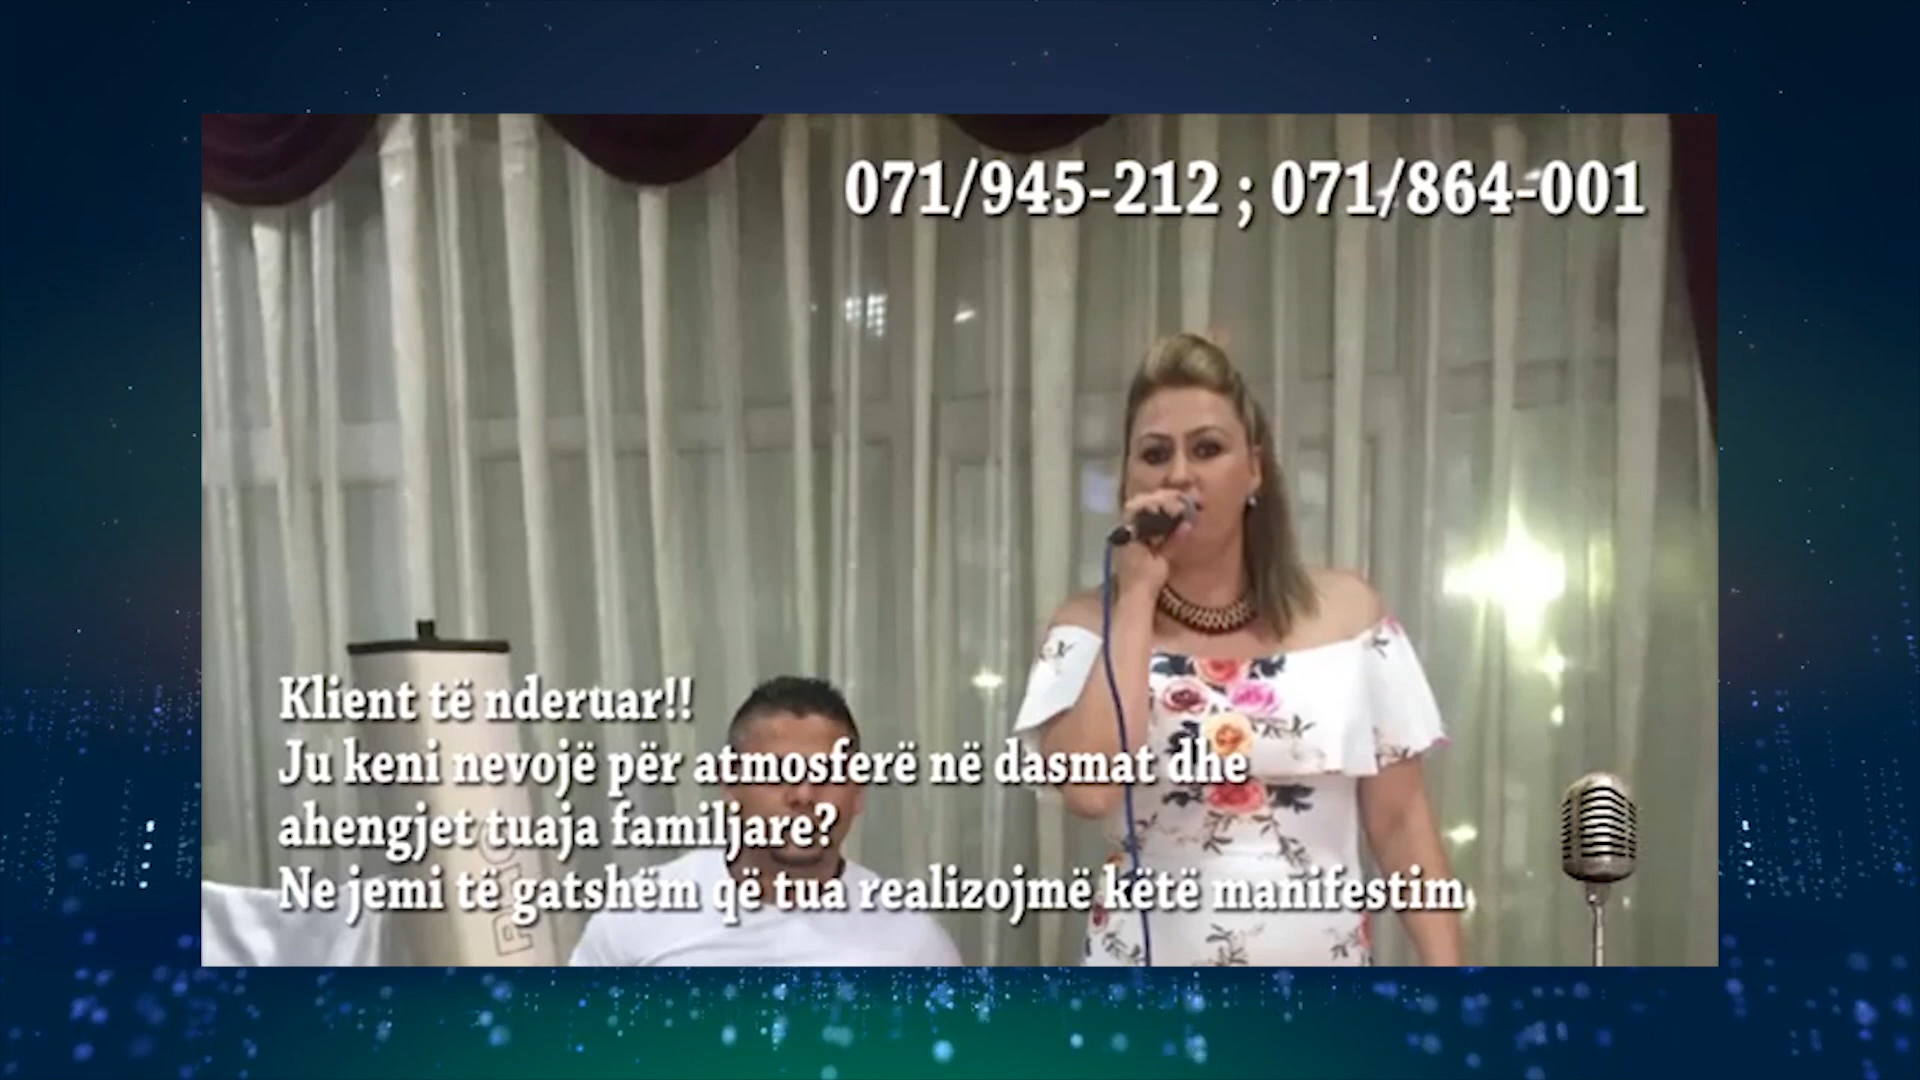 071/945-212 ; 071/864-001
Klient të nderuar!!
Ju keni nevojë për atmosferë në dasmat dhe
ahengjet tuaja familjare?
Ne jemi të gatshëm që tua realizojmë këtë manifestim